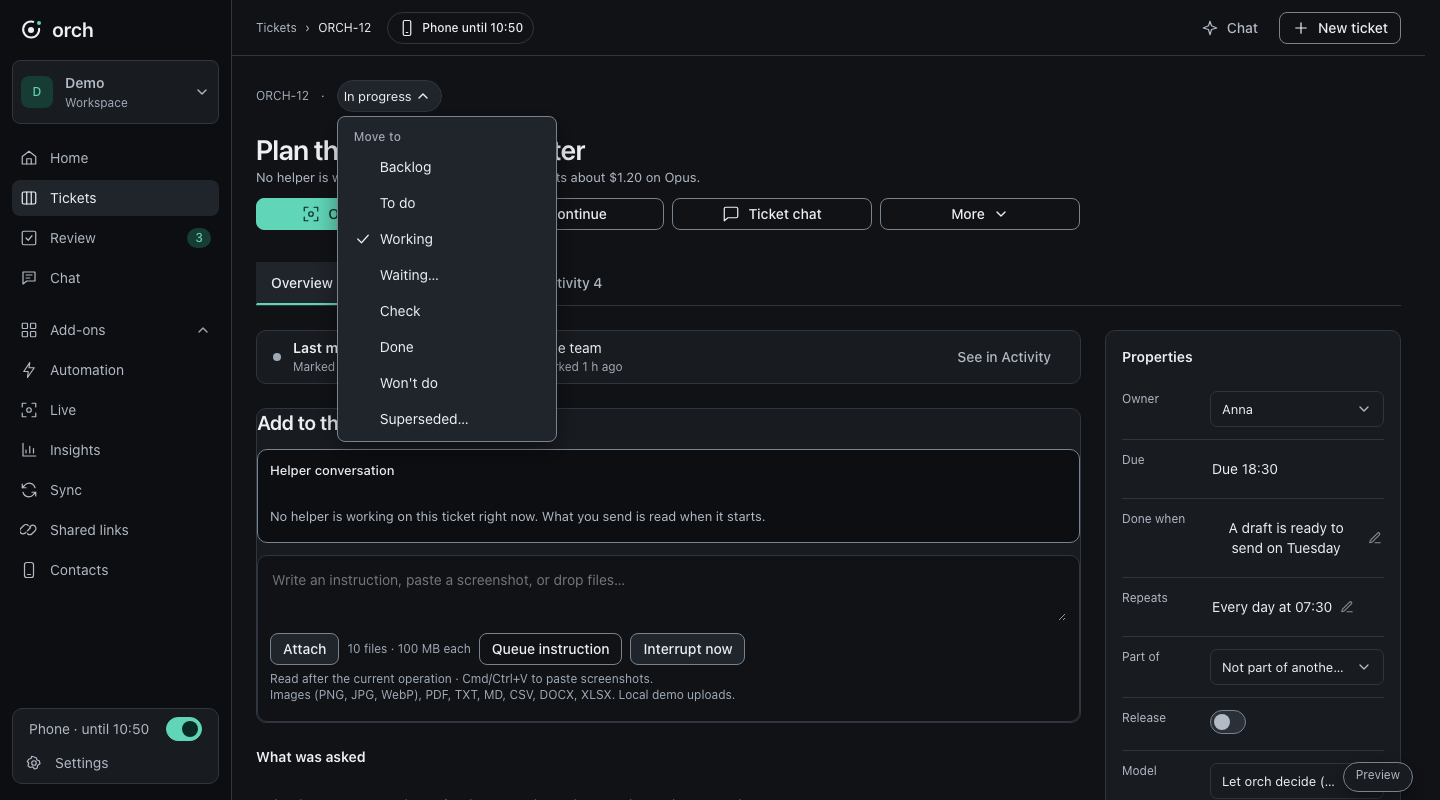 orch
Tickets › ORCH-12
Phone until 10:50
Chat
New ticket
D
Demo
Workspace
Home
Tickets
Review 3
Chat
Add-ons
Automation
Live
Insights
Sync
Shared links
Contacts
Phone · until 10:50
Settings
ORCH-12 · In progress
Move to
Backlog
To do
Working
Waiting...
Check
Done
Won't do
Superseded...
Plan
No helper is about $1.20 on Opus.
Ticket chat
More
Overview
4
Last
team
Marked 1 h ago
See in Activity
Add to
Helper conversation
No helper is working on this ticket right now. What you send is read when it starts.
Write an instruction, paste a screenshot, or drop files...
Attach
10 files · 100 MB each
Queue instruction
Interrupt now
Read after the current operation · Cmd/Ctrl+V to paste screenshots.
Images (PNG, JPG, WebP), PDF, TXT, MD, CSV, DOCX, XLSX. Local demo uploads.
What was asked
Properties
Owner
Anna
Due
Due 18:30
Done when
A draft is ready to
send on Tuesday
Repeats
Every day at 07:30
Part of
Not part of anothe...
Release
Model
Let orch decide (...
Preview